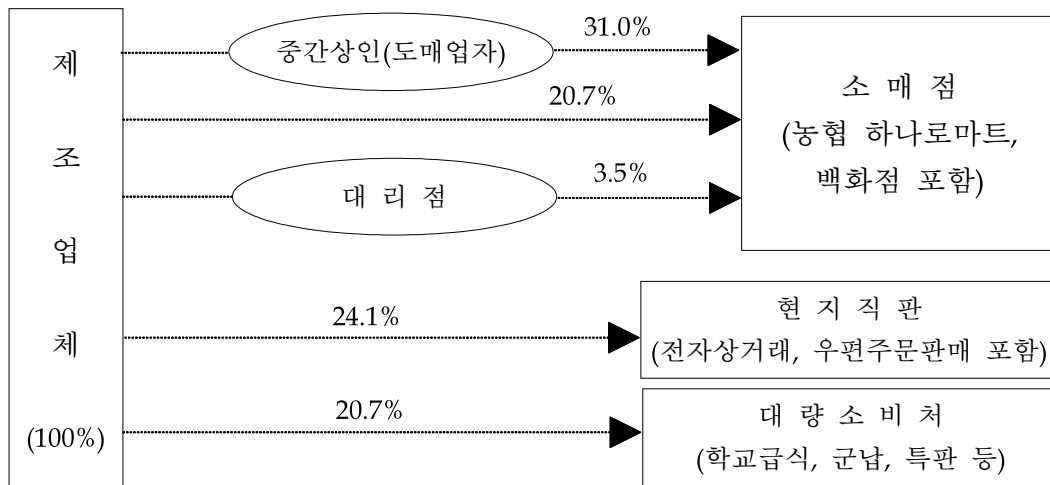 제
조
업
체
(100%)
중간상인(도매업자)
31.0%
20.7%
대 리 점
3.5%
소 매 점
(농협 하나로마트,
백화점 포함)
24.1%
현 지 직 판
(전자상거래, 우편주문판매 포함)
20.7%
대 량 소 비 처
(학교급식, 군납, 특판 등)